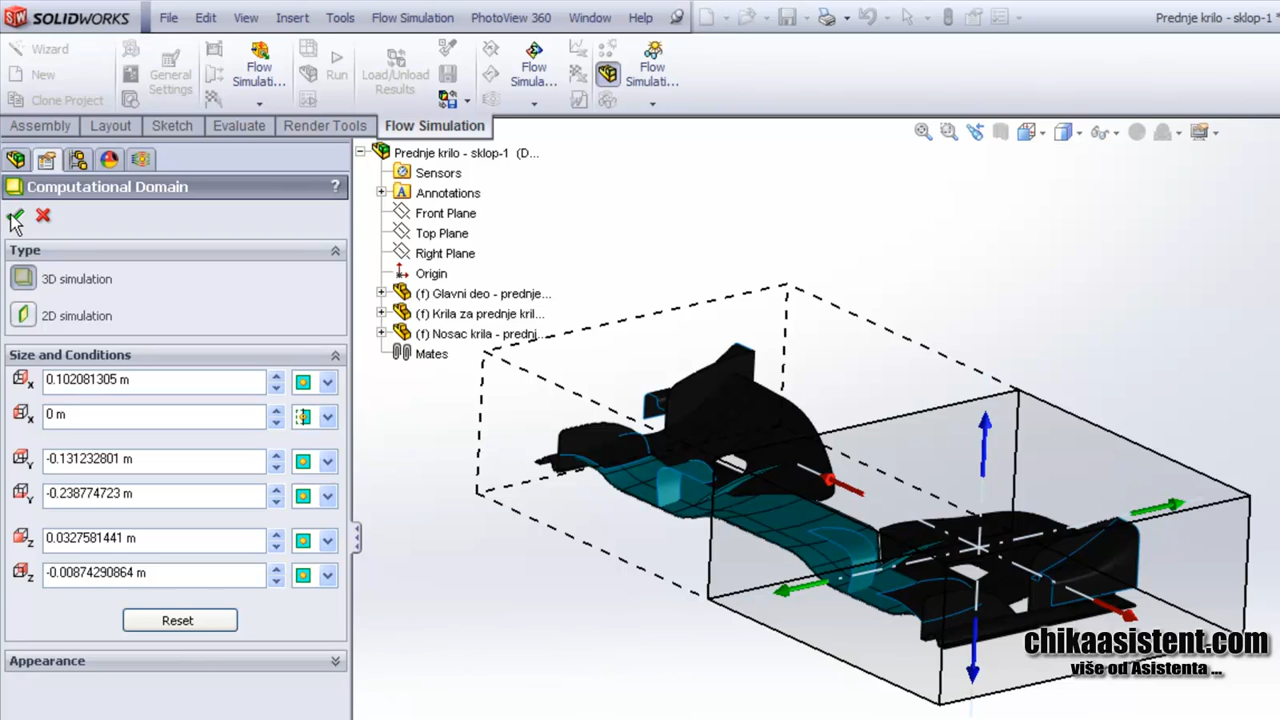 SOLIDWORKS File Edit View Insert Tools Flow Simulation PhotoView 360 Window Help Prednje krilo - sklop-1 *
Wizard
New
Clone Project
General Settings
Flow Simulati...
Run
Load/Unload Results
Flow Simula...
Flow Simulati...
Assembly Layout Sketch Evaluate Render Tools Flow Simulation
Computational Domain ?
Type
3D simulation
2D simulation
Size and Conditions
X 0.102081305 m
X 0 m
Y -0.131232801 m
Y -0.238774723 m
Z 0.0327581441 m
Z -0.00874290864 m
Reset
Appearance
Prednje krilo - sklop-1 (D...
Sensors
A Annotations
Front Plane
Top Plane
Right Plane
Origin
(f) Glavni deo - prednje...
(f) Krila za prednje kril...
(f) Nosac krila - prednj...
Mates
chikaasistent.com
više od Asistenta ...